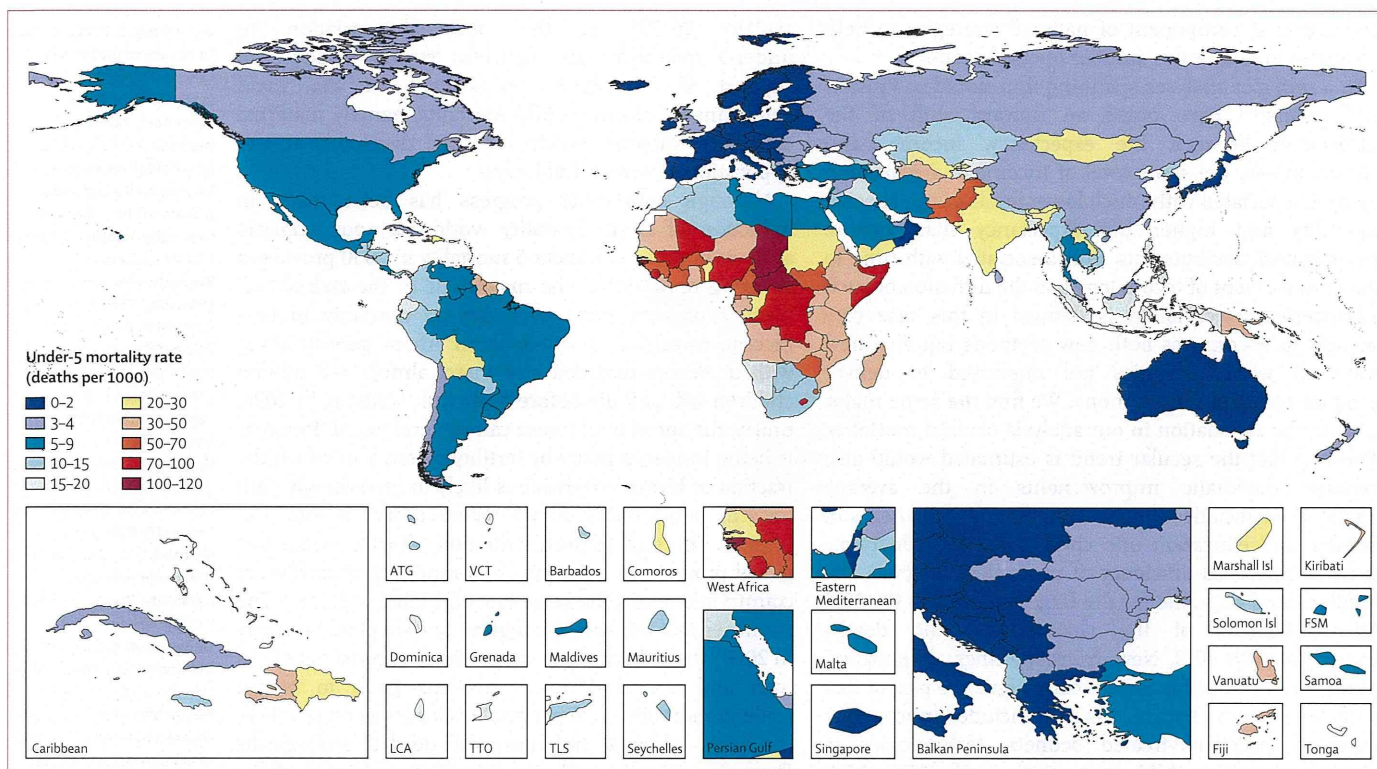 Under-5 mortality rate
(deaths per 1000)
0–2
3–4
5–9
10–15
15–20
20–30
30–50
50–70
70–100
100–120
Caribbean
ATG
VCT
Barbados
Comoros
West Africa
Eastern
Mediterranean
Marshall Isl
Kiribati
Dominica
Grenada
Maldives
Mauritius
Malta
Solomon Isl
FSM
Vanuatu
Samoa
LCA
TTO
TLS
Seychelles
Persian Gulf
Singapore
Balkan Peninsula
Fiji
Tonga